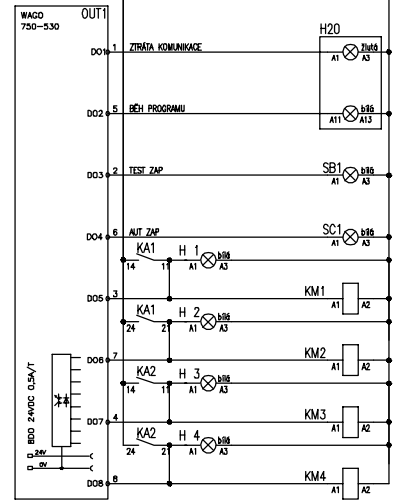 WAGO OUT1
750-530
H20
DO1 1 ZTRÁTA KOMUNIKACE žlutá
A1 A3
DO2 5 BĚH PROGRAMU bílá
A11 A13
DO3 2 TEST ZAP SB1 bílá
A1 A3
DO4 6 AUT ZAP SC1 bílá
A1 A3
KA1 H 1 bílá
14 11 A1 A3
DO5 3 KM1
A1 A2
KA1 H 2 bílá
24 21 A1 A3
DO6 7 KM2
A1 A2
KA2 H 3 bílá
14 11 A1 A3
DO7 4 KM3
A1 A2
KA2 H 4 bílá
24 21 A1 A3
DO8 8 KM4
A1 A2
8DO 24VDC 0,5A/T
24V
0V